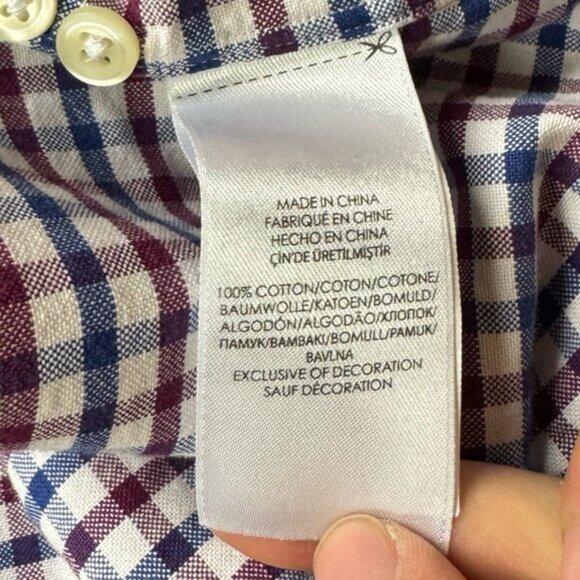 MADE IN CHINA
FABRIQUÉ EN CHINE
HECHO EN CHINA
ÇİN'DE ÜRETİLMİŞTİR
100% COTTON/COTON/COTONE/
BAUMWOLLE/KATOEN/BOMULD/
ALGODÓN/ALGODÃO/ХЛОПОК/
ПАМУК/BAMBAKI/BOMULL/PAMUK/
BAVLNA
EXCLUSIVE OF DECORATION
SAUF DÉCORATION